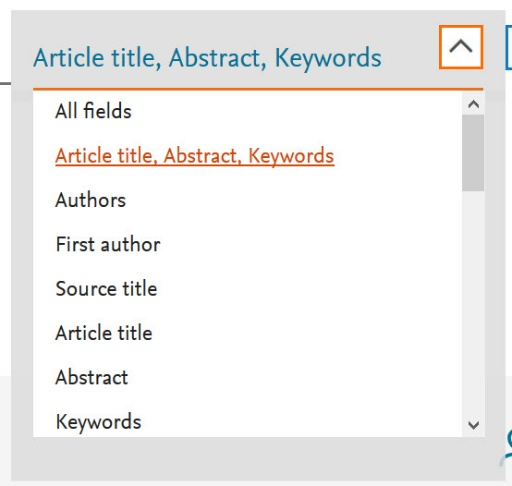 Article title, Abstract, Keywords
All fields
Article title, Abstract, Keywords
Authors
First author
Source title
Article title
Abstract
Keywords